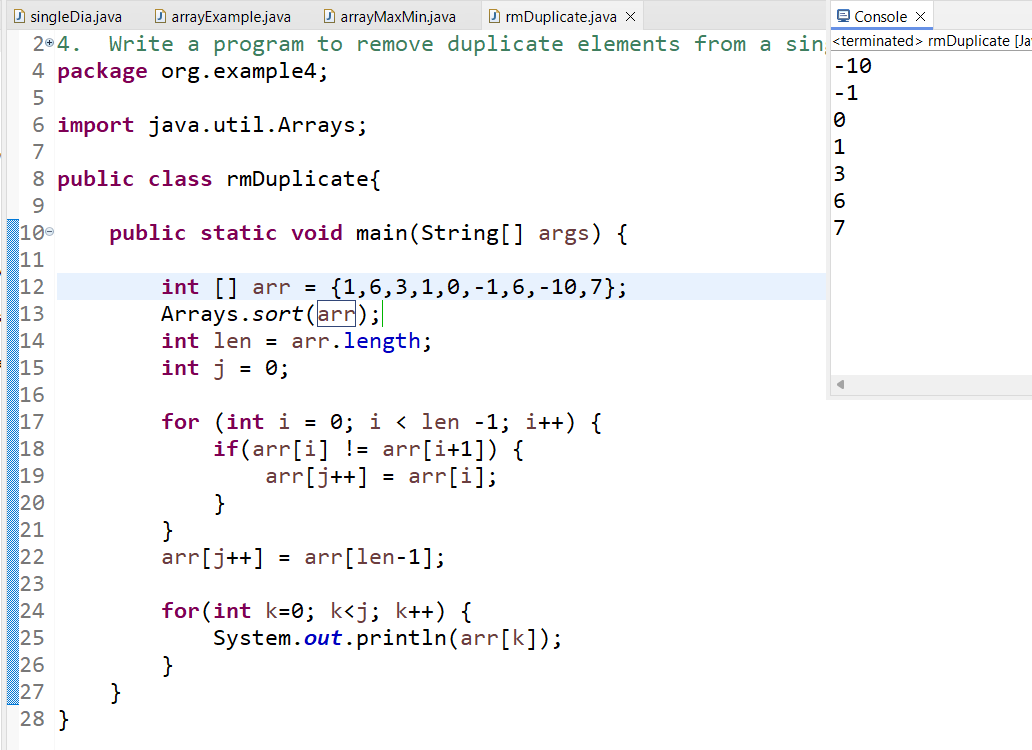 singleDia.java arrayExample.java arrayMaxMin.java rmDuplicate.java
2 4. Write a program to remove duplicate elements from a
4 package org.example4;
5
6 import java.util.Arrays;
7
8 public class rmDuplicate{
9
10 public static void main(String[] args) {
11
12 int [] arr = {1,6,3,1,0,-1,6,-10,7};
13 Arrays.sort(arr);
14 int len = arr.length;
15 int j = 0;
16
17 for (int i = 0; i < len -1; i++) {
18 if(arr[i] != arr[i+1]) {
19 arr[j++] = arr[i];
20 }
21 }
22 arr[j++] = arr[len-1];
23
24 for(int k=0; k<j; k++) {
25 System.out.println(arr[k]);
26 }
27 }
28 }
Console
<terminated> rmDuplicate
-10
-1
0
1
3
6
7